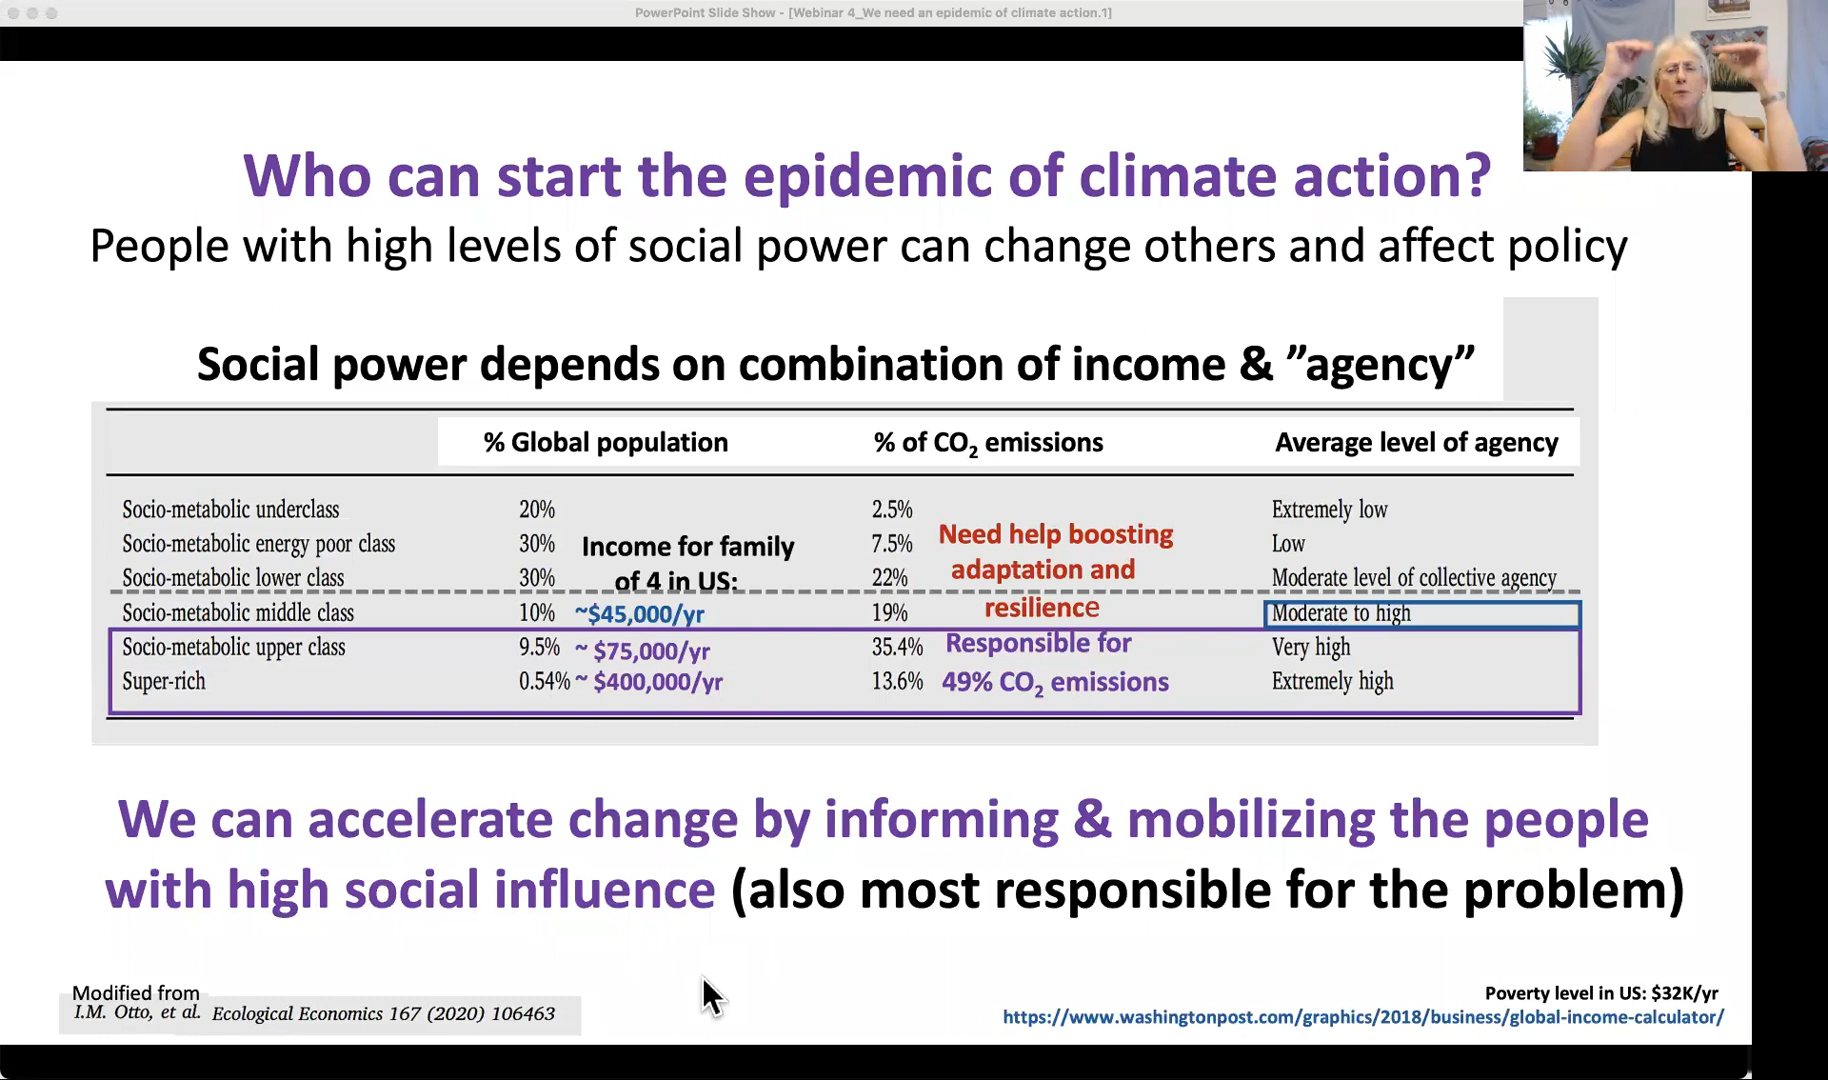 PowerPoint Slide Show - [Webinar 4_We need an epidemic of climate action.1]
Who can start the epidemic of climate action?
People with high levels of social power can change others and affect policy
Social power depends on combination of income & ”agency”
% Global population % of CO₂ emissions Average level of agency
Socio-metabolic underclass 20% 2.5% Extremely low
Socio-metabolic energy poor class 30% 7.5% Low
Socio-metabolic lower class 30% 22% Moderate level of collective agency
Income for family
of 4 in US:
Need help boosting
adaptation and
resilience
Socio-metabolic middle class 10% ~$45,000/yr 19% Moderate to high
Socio-metabolic upper class 9.5% ~ $75,000/yr 35.4% Very high
Super-rich 0.54% ~ $400,000/yr 13.6% Extremely high
Responsible for
49% CO₂ emissions
We can accelerate change by informing & mobilizing the people
with high social influence (also most responsible for the problem)
Modified from
I.M. Otto, et al. Ecological Economics 167 (2020) 106463
Poverty level in US: $32K/yr
https://www.washingtonpost.com/graphics/2018/business/global-income-calculator/